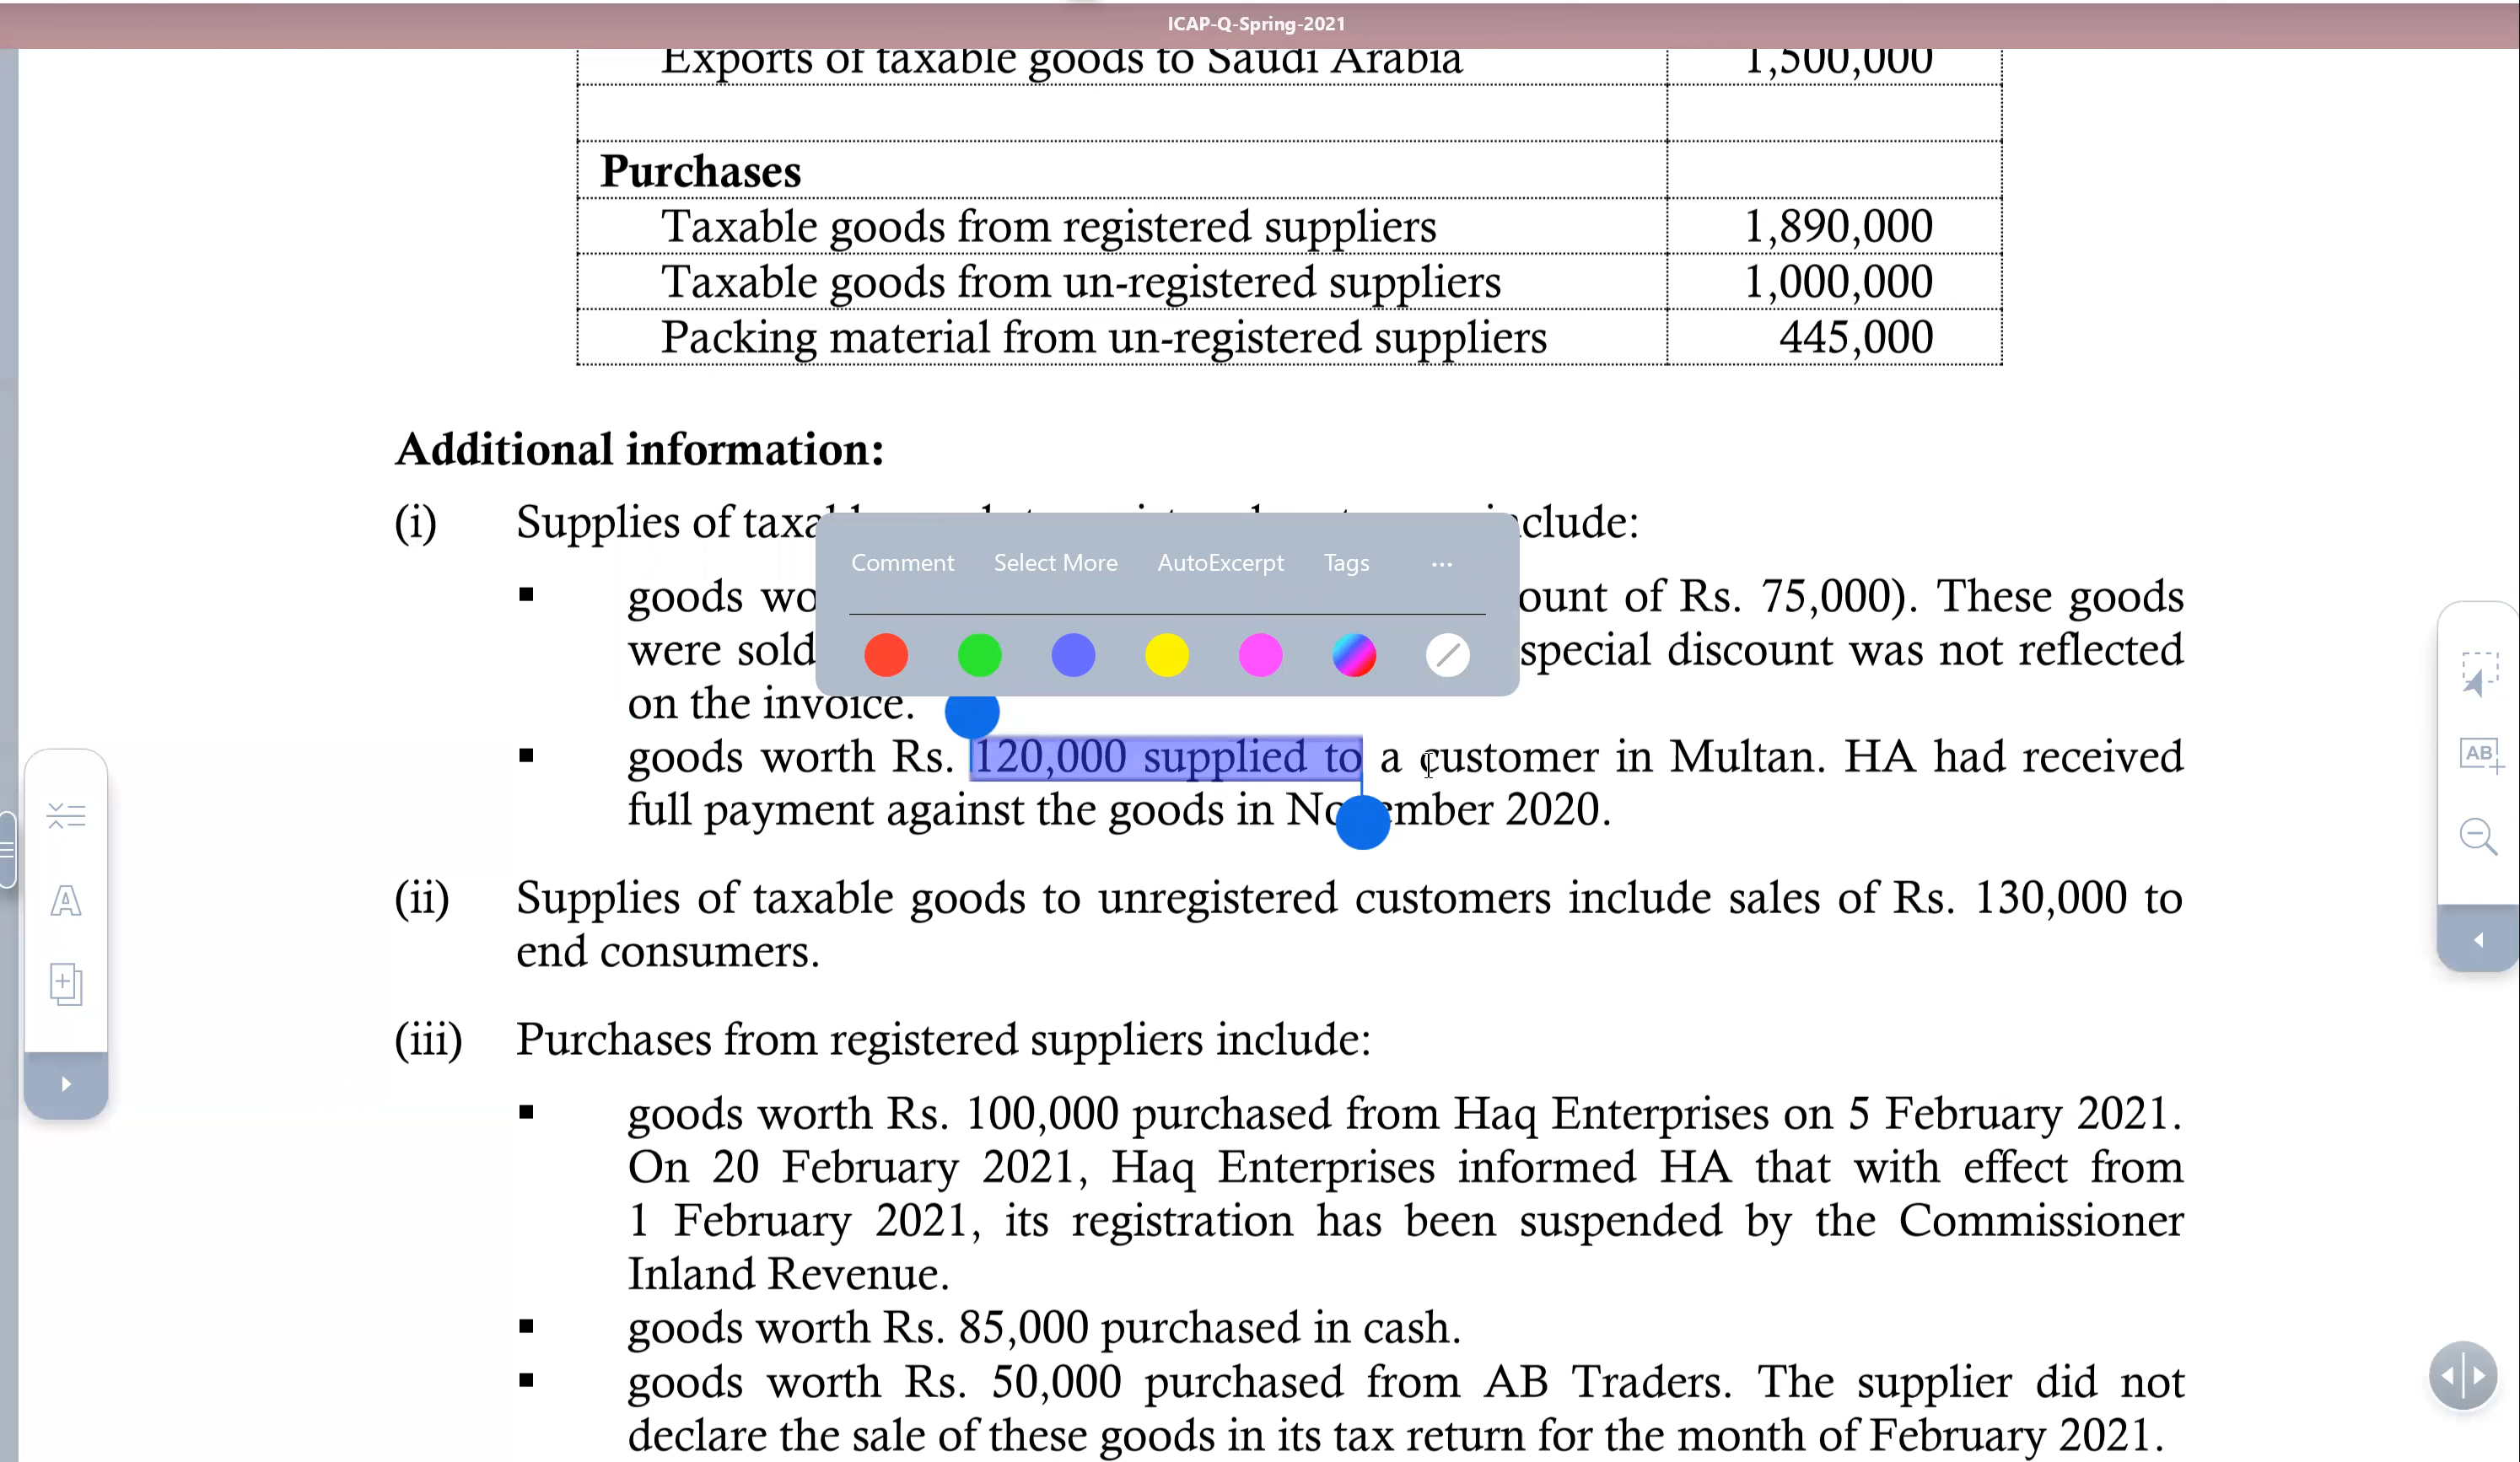 ICAP-Q-Spring-2021
Exports of taxable goods to Saudi Arabia 1,500,000
Purchases
Taxable goods from registered suppliers 1,890,000
Taxable goods from un-registered suppliers 1,000,000
Packing material from un-registered suppliers 445,000
Additional information:
(i) Supplies of include:
Comment Select More AutoExcerpt Tags ...
▪ goods of Rs. 75,000). These goods
were sold special discount was not reflected
on the invoice.
▪ goods worth Rs. 120,000 supplied to a customer in Multan. HA had received
full payment against the goods in November 2020.
(ii) Supplies of taxable goods to unregistered customers include sales of Rs. 130,000 to
end consumers.
(iii) Purchases from registered suppliers include:
▪ goods worth Rs. 100,000 purchased from Haq Enterprises on 5 February 2021.
On 20 February 2021, Haq Enterprises informed HA that with effect from
1 February 2021, its registration has been suspended by the Commissioner
Inland Revenue.
▪ goods worth Rs. 85,000 purchased in cash.
▪ goods worth Rs. 50,000 purchased from AB Traders. The supplier did not
declare the sale of these goods in its tax return for the month of February 2021.
A
AB